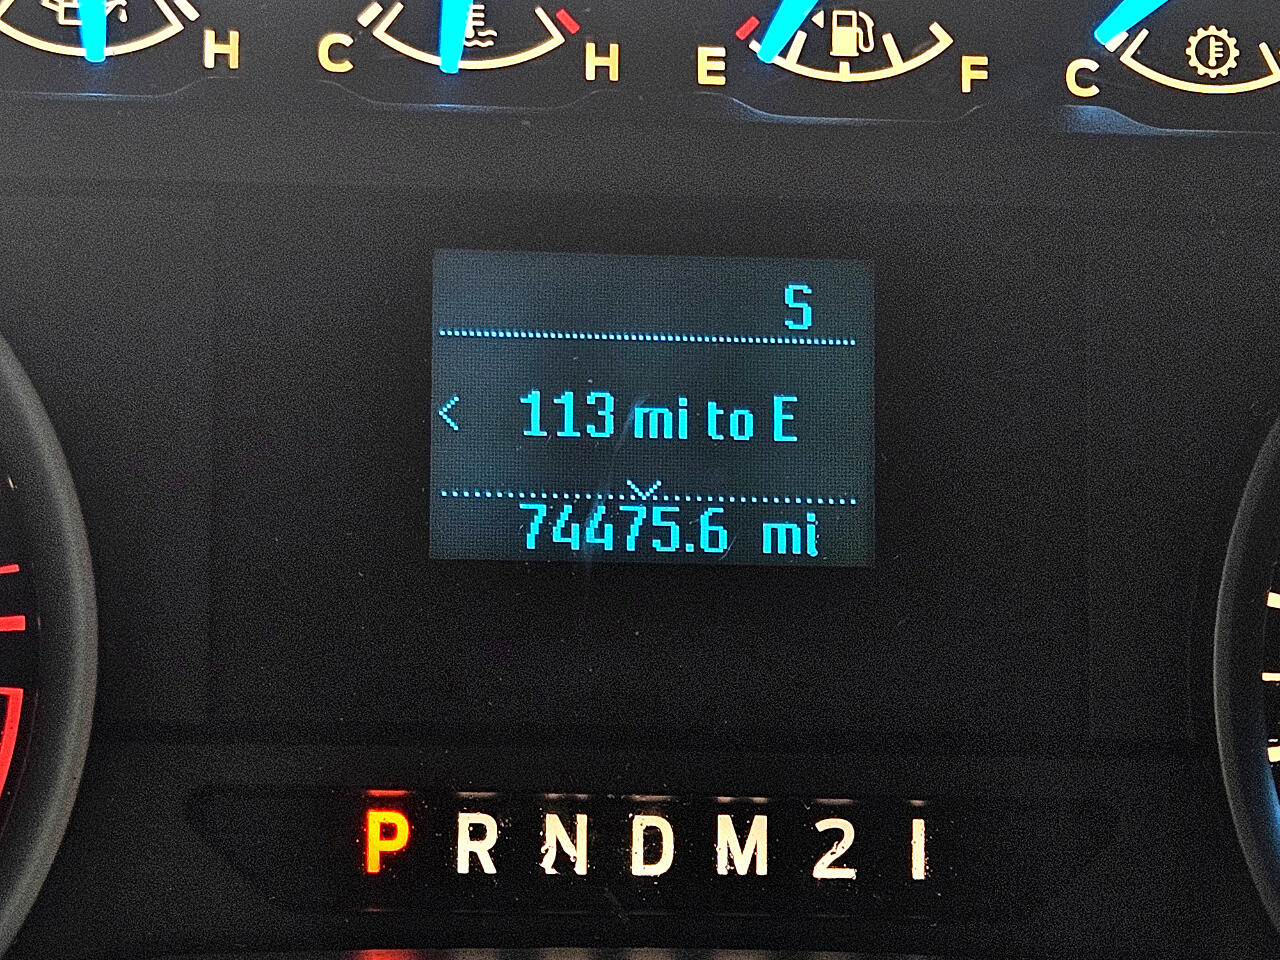 H C H E F C
S
< 113 mi to E
74475.6 mi
P R N D M 2 1